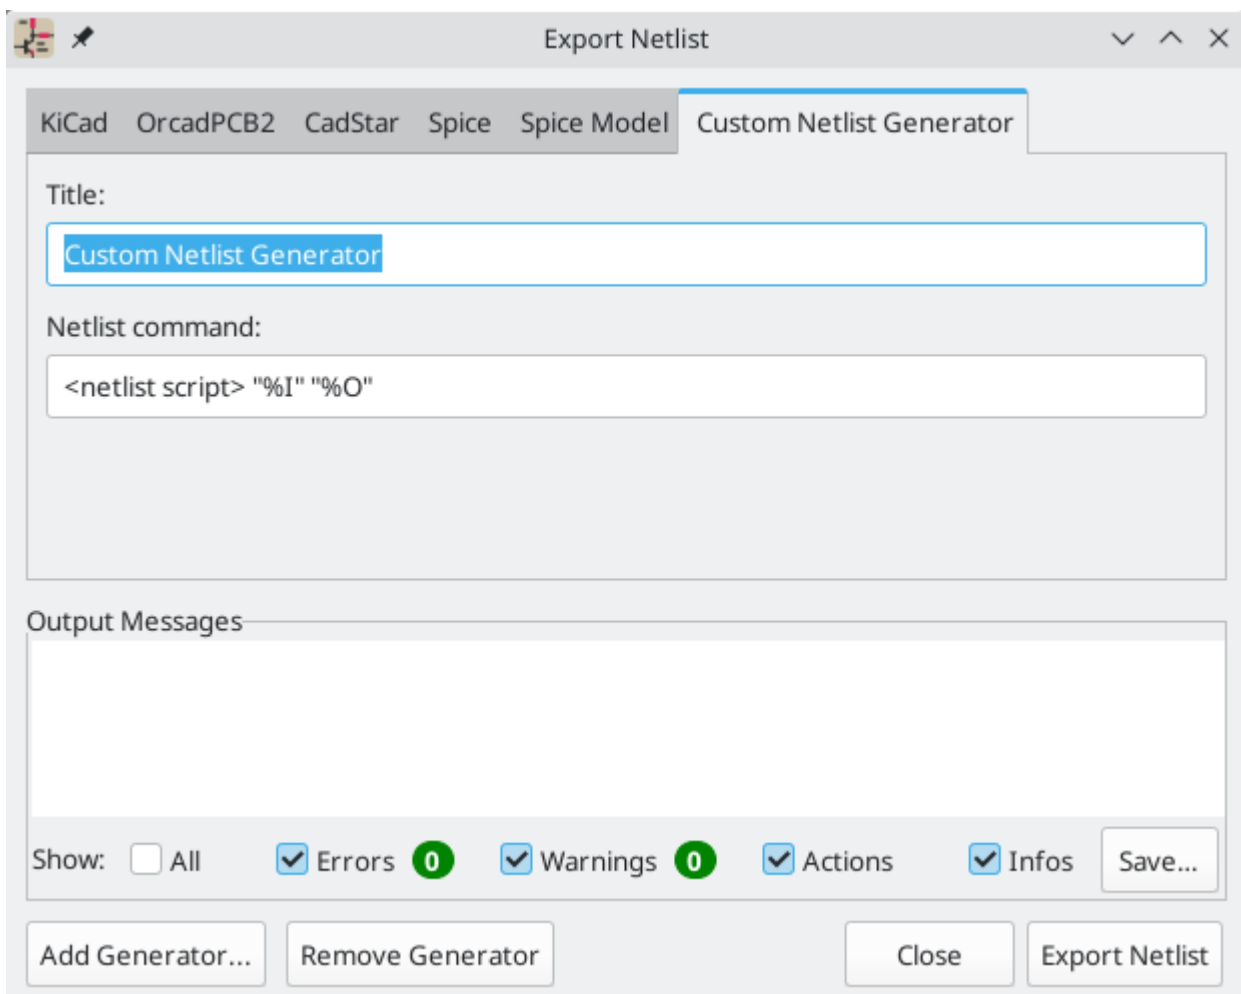 Export Netlist
KiCad OrcadPCB2 CadStar Spice Spice Model Custom Netlist Generator
Title:
Custom Netlist Generator
Netlist command:
<netlist script> "%I" "%O"
Output Messages
Show: All Errors 0 Warnings 0 Actions Infos Save...
Add Generator... Remove Generator Close Export Netlist